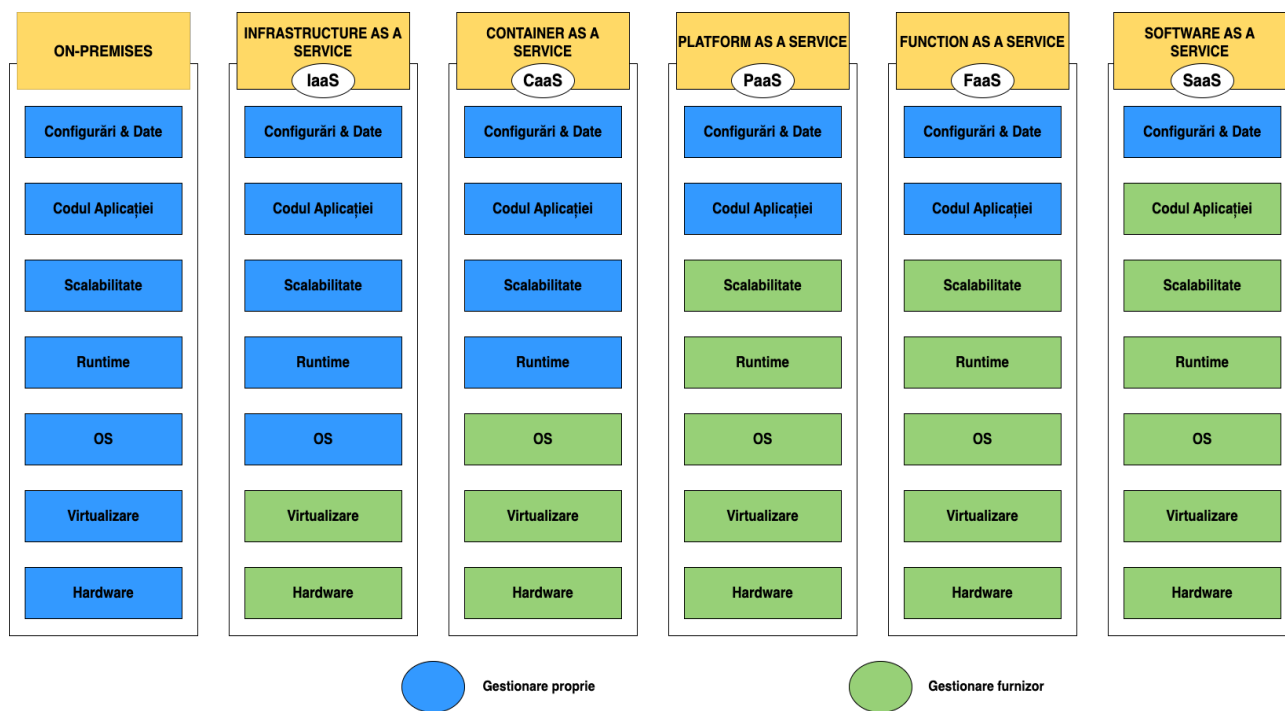 ON-PREMISES
INFRASTRUCTURE AS A
SERVICE
IaaS
CONTAINER AS A
SERVICE
CaaS
PLATFORM AS A SERVICE
PaaS
FUNCTION AS A SERVICE
FaaS
SOFTWARE AS A
SERVICE
SaaS
Configurări & Date
Configurări & Date
Configurări & Date
Configurări & Date
Configurări & Date
Configurări & Date
Codul Aplicației
Codul Aplicației
Codul Aplicației
Codul Aplicației
Codul Aplicației
Codul Aplicației
Scalabilitate
Scalabilitate
Scalabilitate
Scalabilitate
Scalabilitate
Scalabilitate
Runtime
Runtime
Runtime
Runtime
Runtime
Runtime
OS
OS
OS
OS
OS
OS
Virtualizare
Virtualizare
Virtualizare
Virtualizare
Virtualizare
Virtualizare
Hardware
Hardware
Hardware
Hardware
Hardware
Hardware
Gestionare proprie
Gestionare furnizor